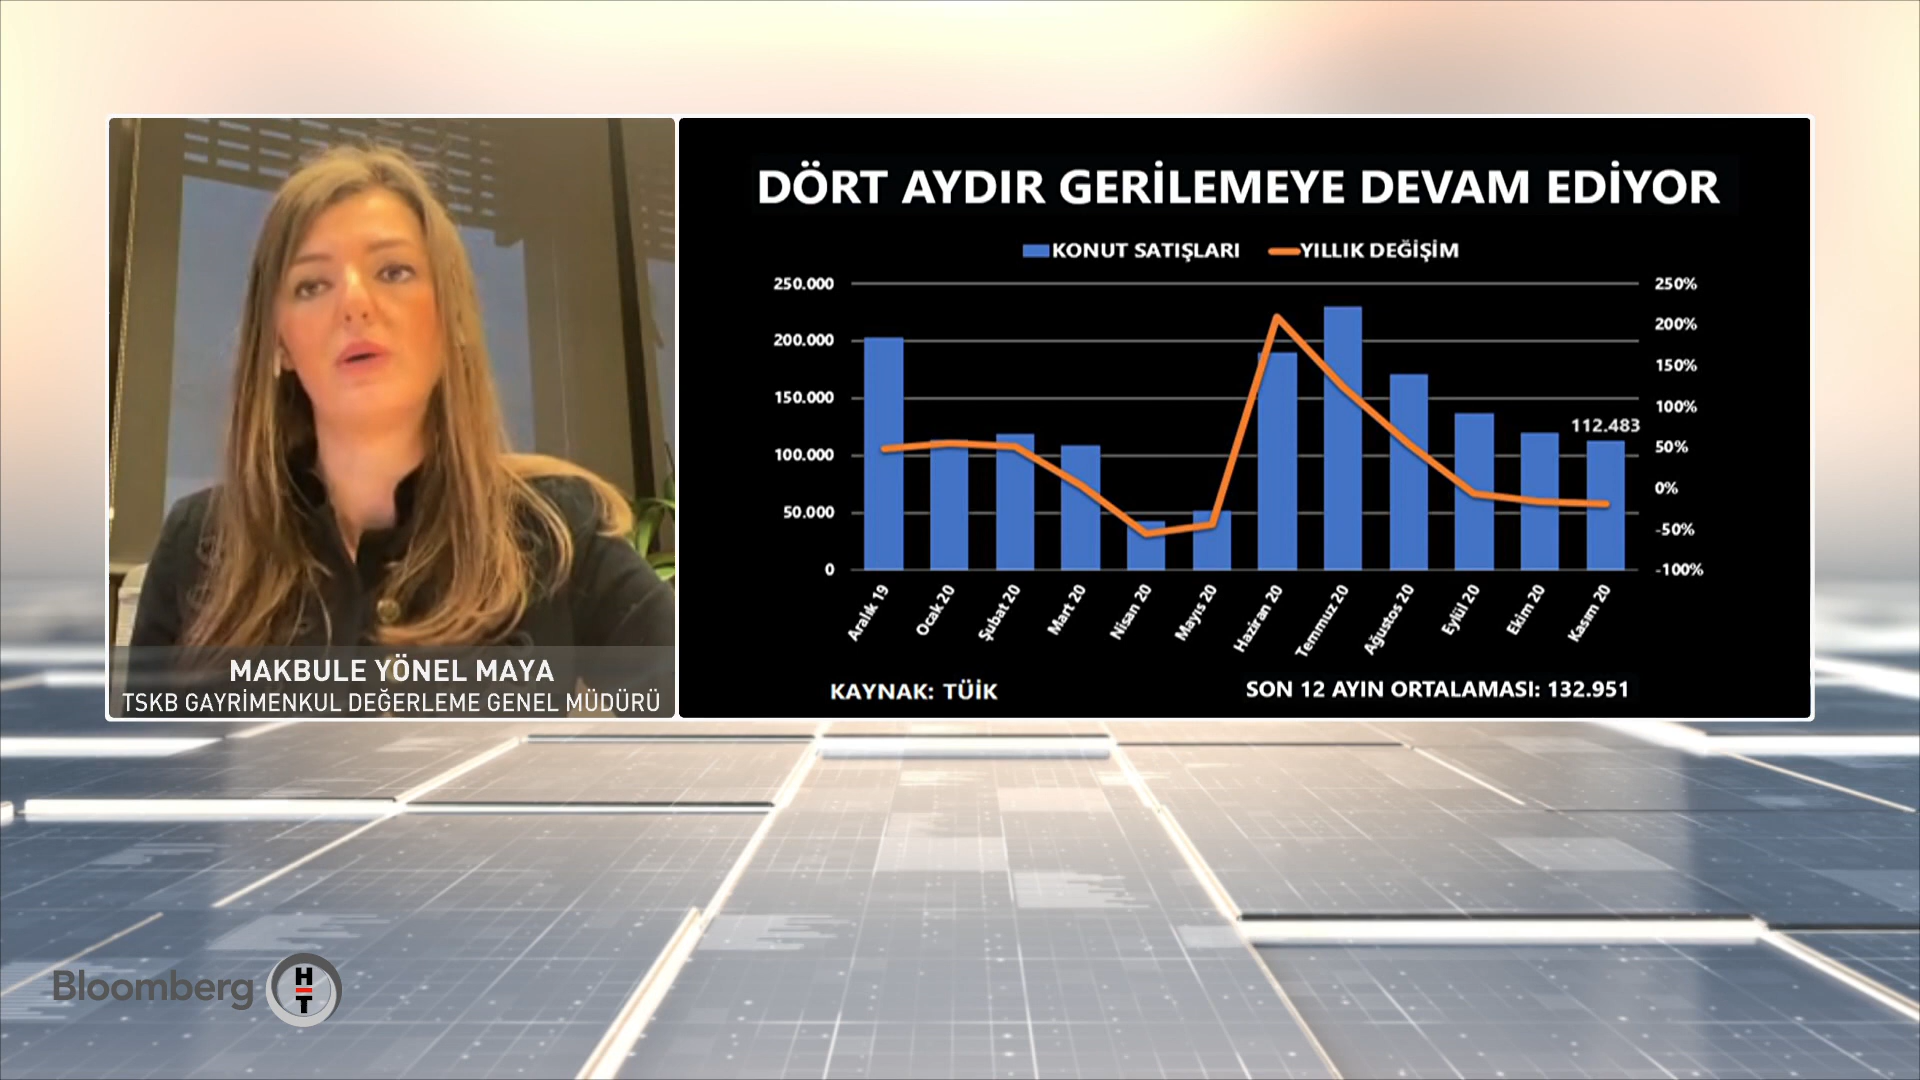 DÖRT AYDIR GERİLEMEYE DEVAM EDİYOR
KONUT SATIŞLARI YILLIK DEĞİŞİM
250.000
200.000
150.000
100.000
50.000
0
250%
200%
150%
100%
50%
0%
-50%
-100%
112.483
Aralık 19
Ocak 20
Şubat 20
Mart 20
Nisan 20
Mayıs 20
Haziran 20
Temmuz 20
Ağustos 20
Eylül 20
Ekim 20
Kasım 20
KAYNAK: TÜİK
SON 12 AYIN ORTALAMASI: 132.951
MAKBULE YÖNEL MAYA
TSKB GAYRİMENKUL DEĞERLEME GENEL MÜDÜRÜ
Bloomberg HT